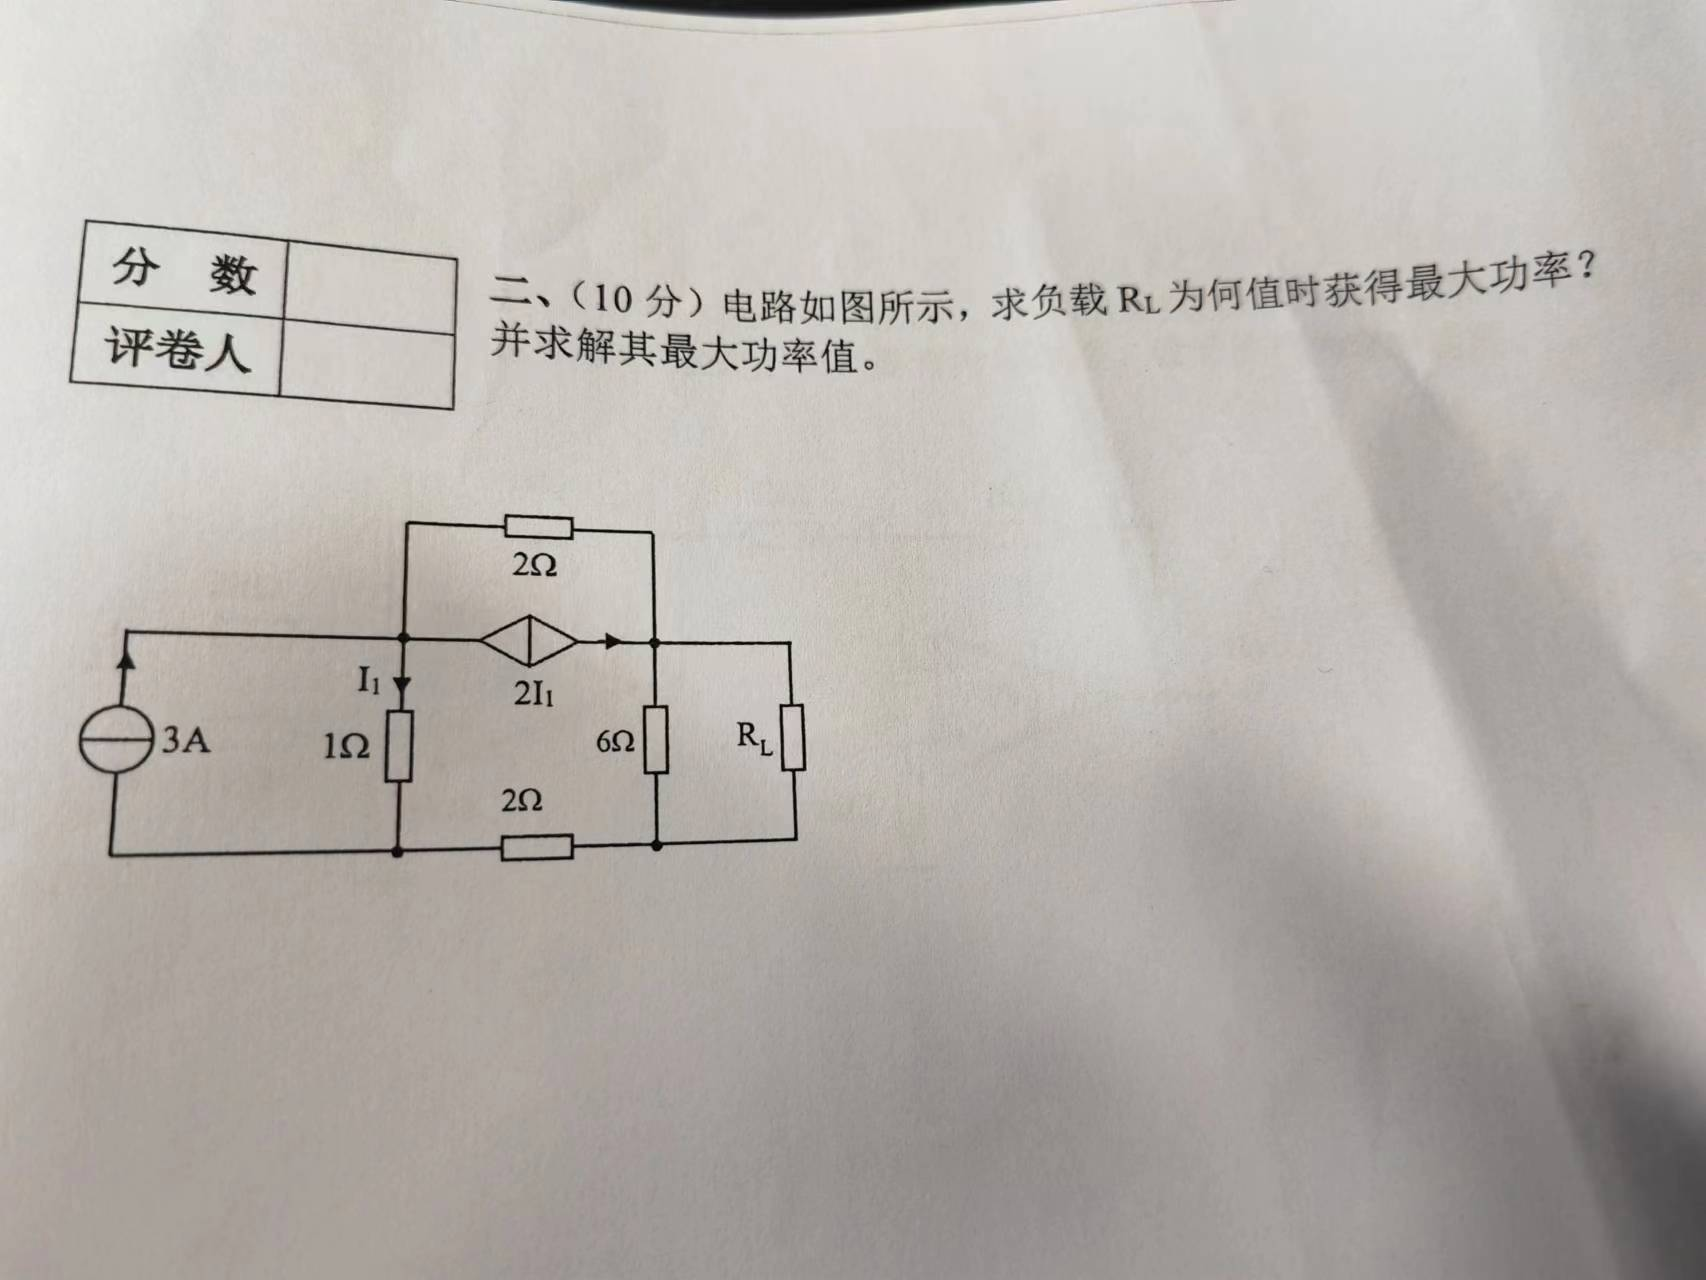 分 数
评卷人
二、（10 分）电路如图所示，求负载 RL 为何值时获得最大功率？
并求解其最大功率值。
2Ω
I1
2I1
3A
1Ω
6Ω
RL
2Ω